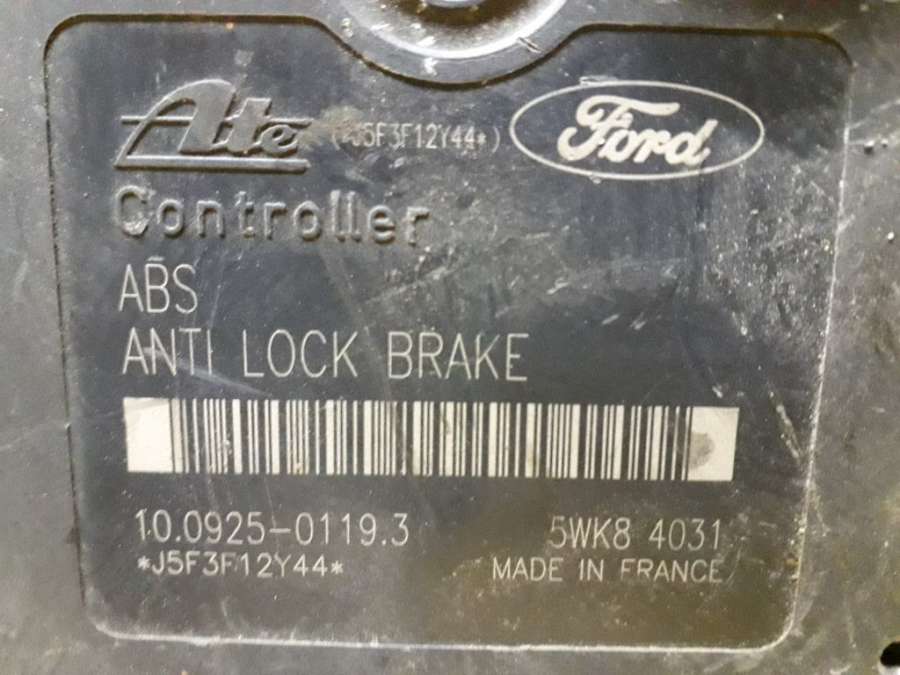 Ate (*J5F3F12Y44*) Ford
Controller
ABS
ANTI LOCK BRAKE
10.0925-0119.3 5WK8 4031
*J5F3F12Y44* MADE IN FRANCE